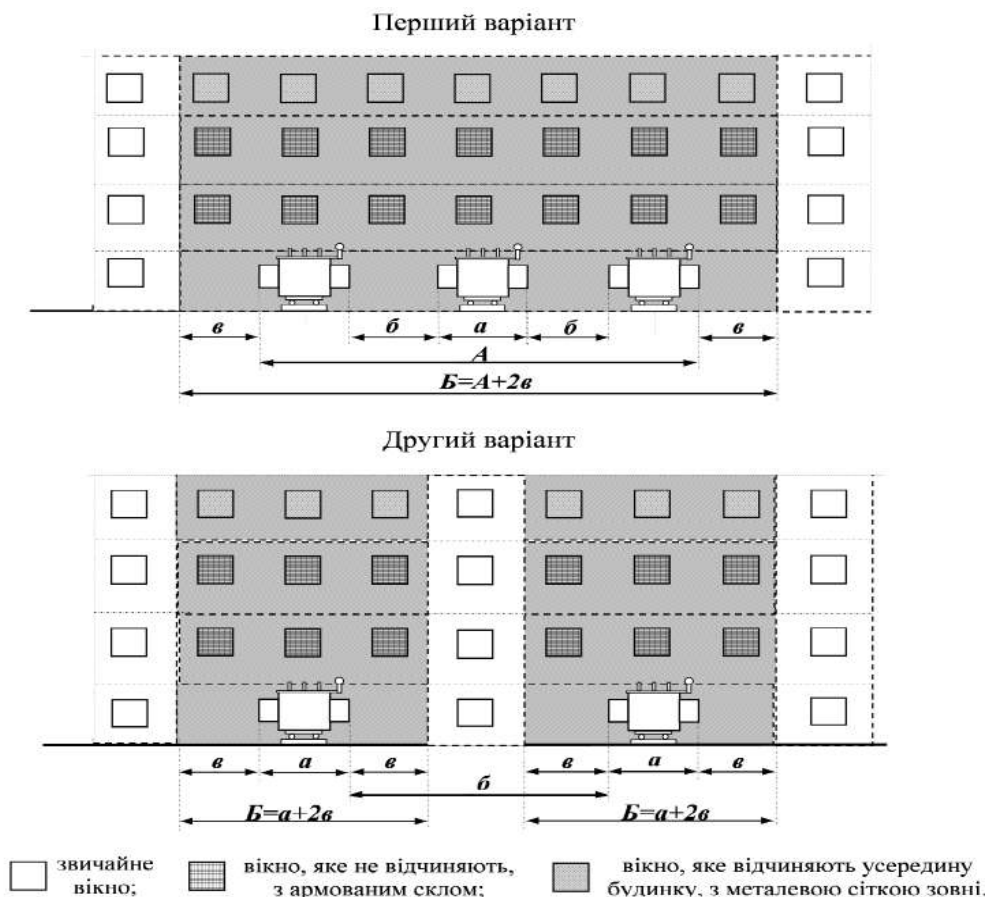 Перший варіант
в б а б в
А
Б=А+2в
Другий варіант
в а в в а в
б
Б=а+2в Б=а+2в
звичайне вікно;
вікно, яке не відчиняють, з армованим склом;
вікно, яке відчиняють усередину будинку, з металевою сіткою зовні.